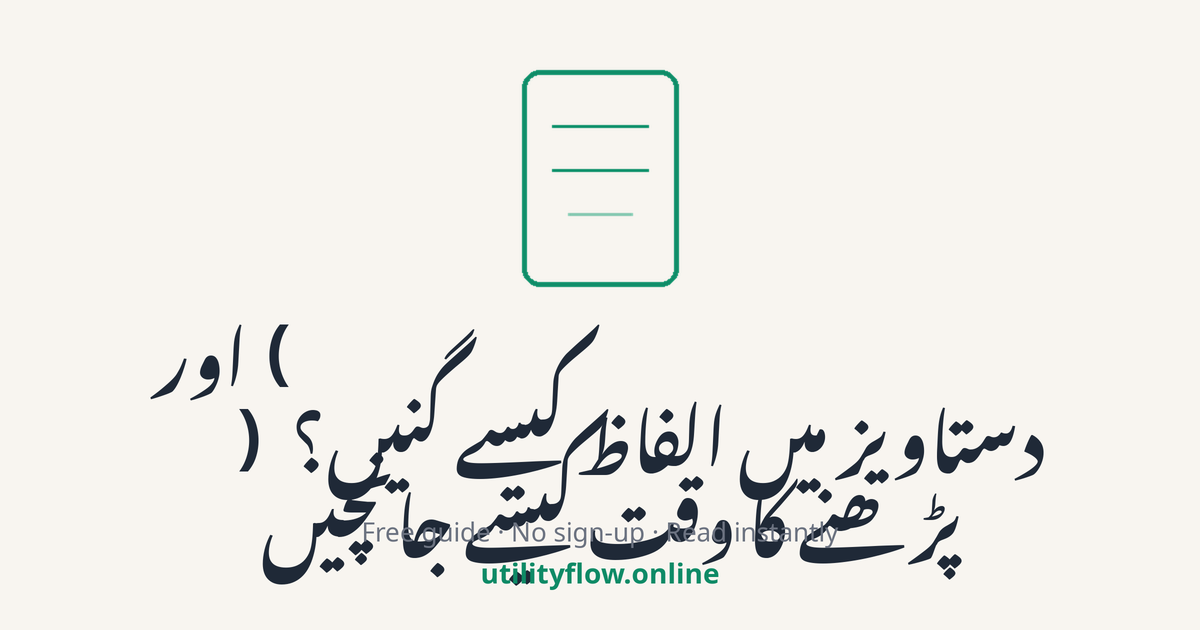 ) اور
دستاویز میں الفاظ کیسے گنیں؟ (
پڑھنے کا وقت کیسے جانچیں
Free guide · No sign-up · Read instantly
utilityflow.online